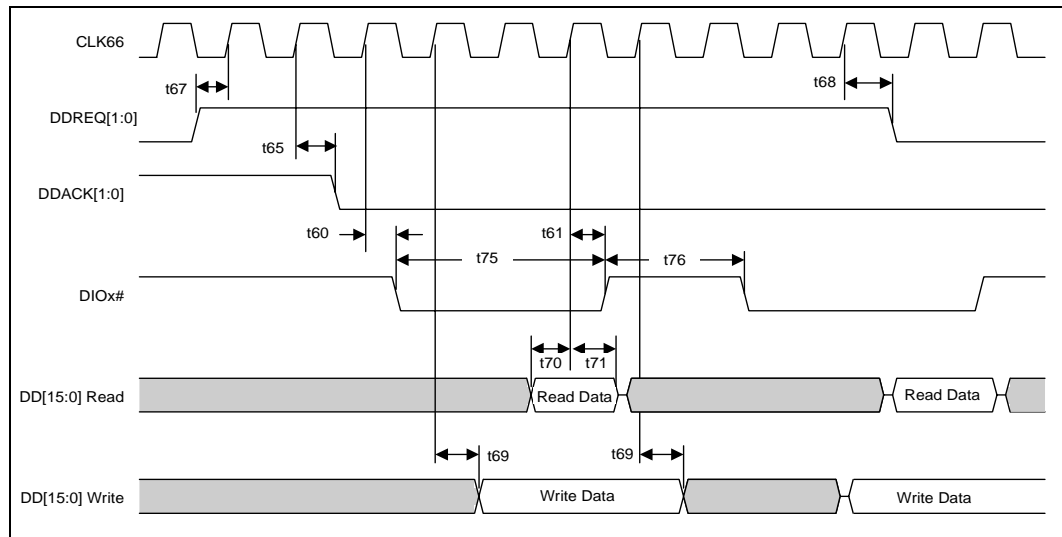 CLK66
t67
t68
DDREQ[1:0]
t65
DDACK[1:0]
t60
t61
t75
t76
DIOx#
t70
t71
DD[15:0] Read
Read Data
Read Data
t69
t69
DD[15:0] Write
Write Data
Write Data